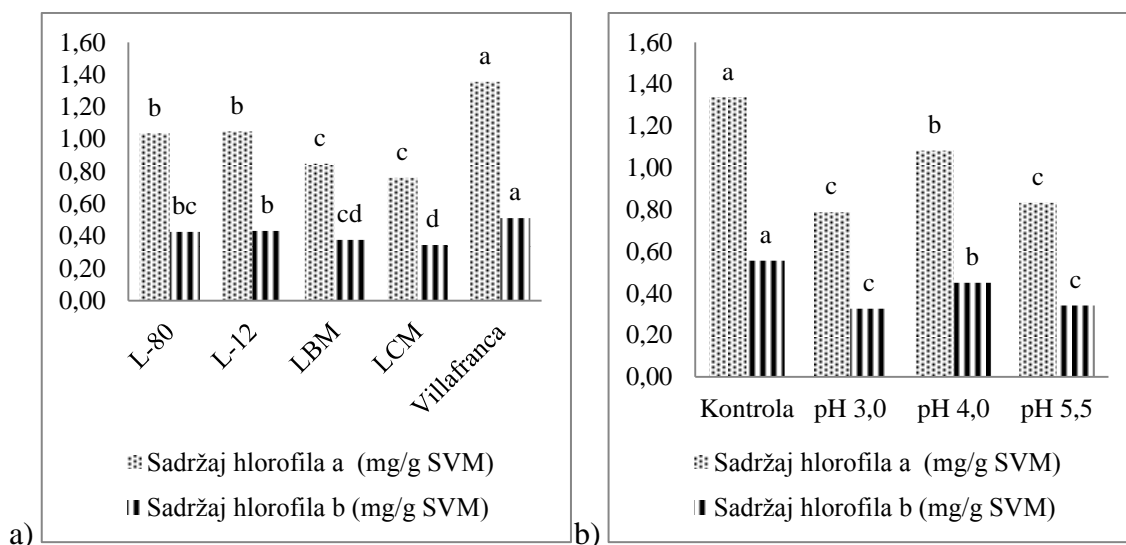 1,60
1,40
1,20
1,00
0,80
0,60
0,40
0,20
0,00
b
bc
b
b
c
cd
c
d
a
a
L-80
L-12
LBM
LCM
Villafranca
Sadržaj hlorofila a (mg/g SVM)
Sadržaj hlorofila b (mg/g SVM)
a)
1,60
1,40
1,20
1,00
0,80
0,60
0,40
0,20
0,00
a
a
c
c
b
b
c
c
Kontrola pH 3,0 pH 4,0 pH 5,5
Sadržaj hlorofila a (mg/g SVM)
Sadržaj hlorofila b (mg/g SVM)
b)